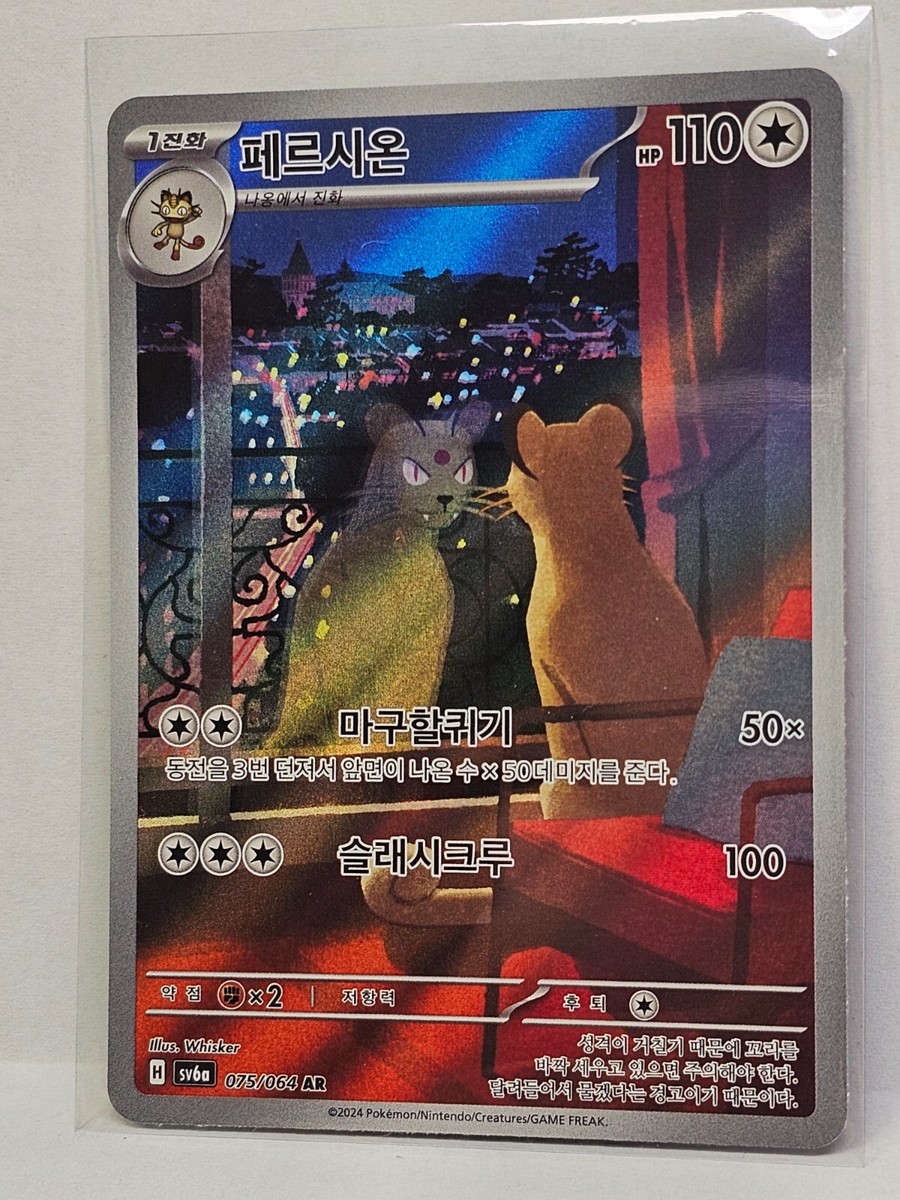 1진화
페르시온
HP 110
나옹에서 진화
마구할퀴기 50×
동전을 3번 던져서 앞면이 나온 수×50데미지를 준다.
슬래시크루 100
약점 ×2 저항력 후퇴
성격이 거칠기 때문에 꼬리를
바짝 세우고 있으면 주의해야 한다.
달려들어서 물겠다는 경고이기 때문이다.
Illus. Whisker
H sv6a 075/064 AR
©2024 Pokémon/Nintendo/Creatures/GAME FREAK.